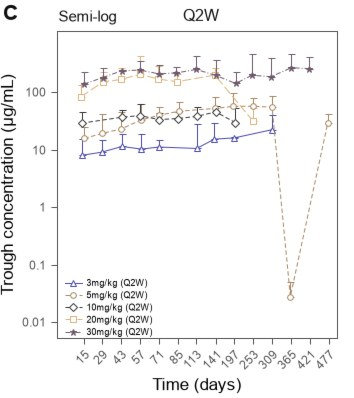 C
Semi-log Q2W
Trough concentration (µg/mL)
100
10
1
0.1
0.01
3mg/kg (Q2W)
5mg/kg (Q2W)
10mg/kg (Q2W)
20mg/kg (Q2W)
30mg/kg (Q2W)
15 29 43 57 71 85 113 141 197 253 309 365 421 477
Time (days)